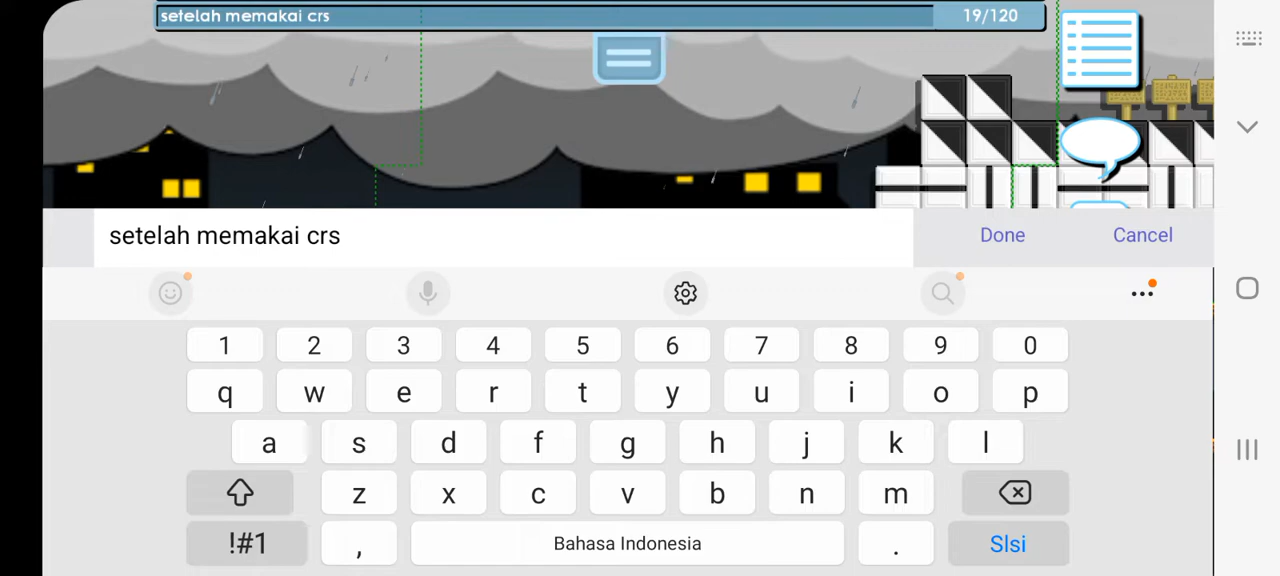 setelah memakai crs 19/120
setelah memakai crs Done Cancel
1 2 3 4 5 6 7 8 9 0
q w e r t y u i o p
a s d f g h j k l
z x c v b n m
!#1 , Bahasa Indonesia . Slsi